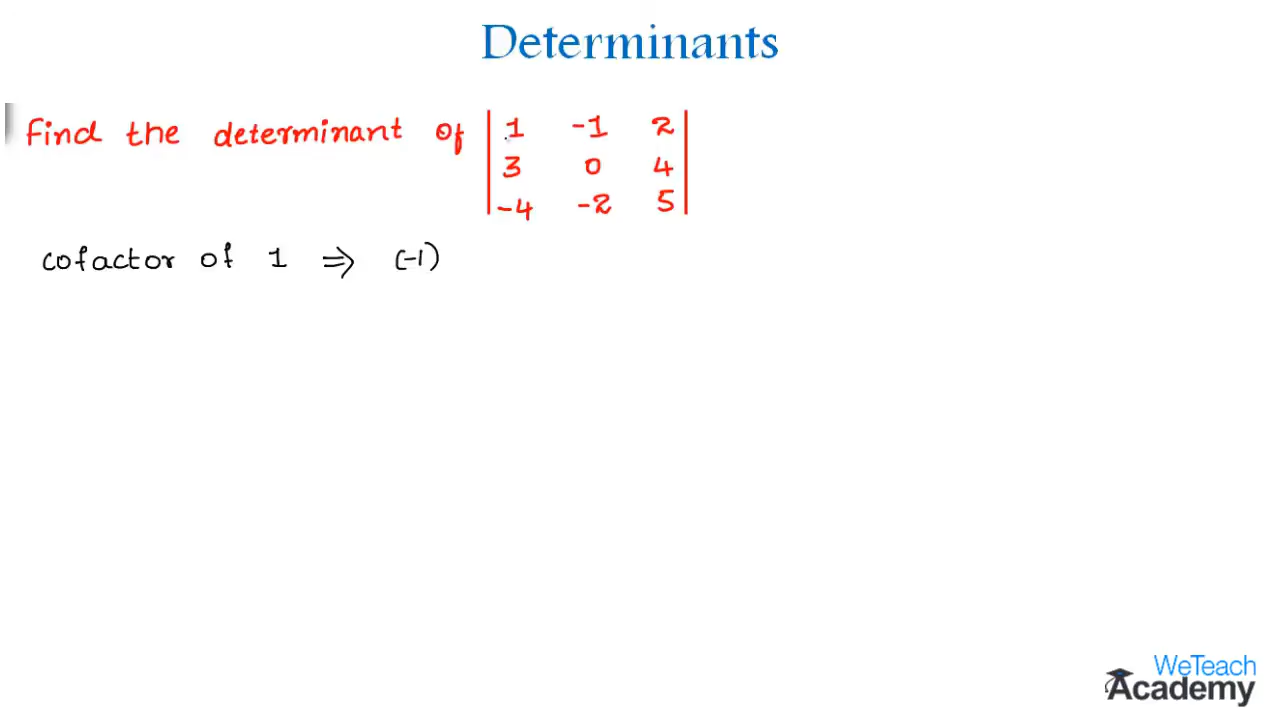 Determinants
Find the determinant of | 1 -1 2 |
| 3 0 4 |
| -4 -2 5 |
cofactor of 1 ⇒ (-1)
WeTeach
Academy